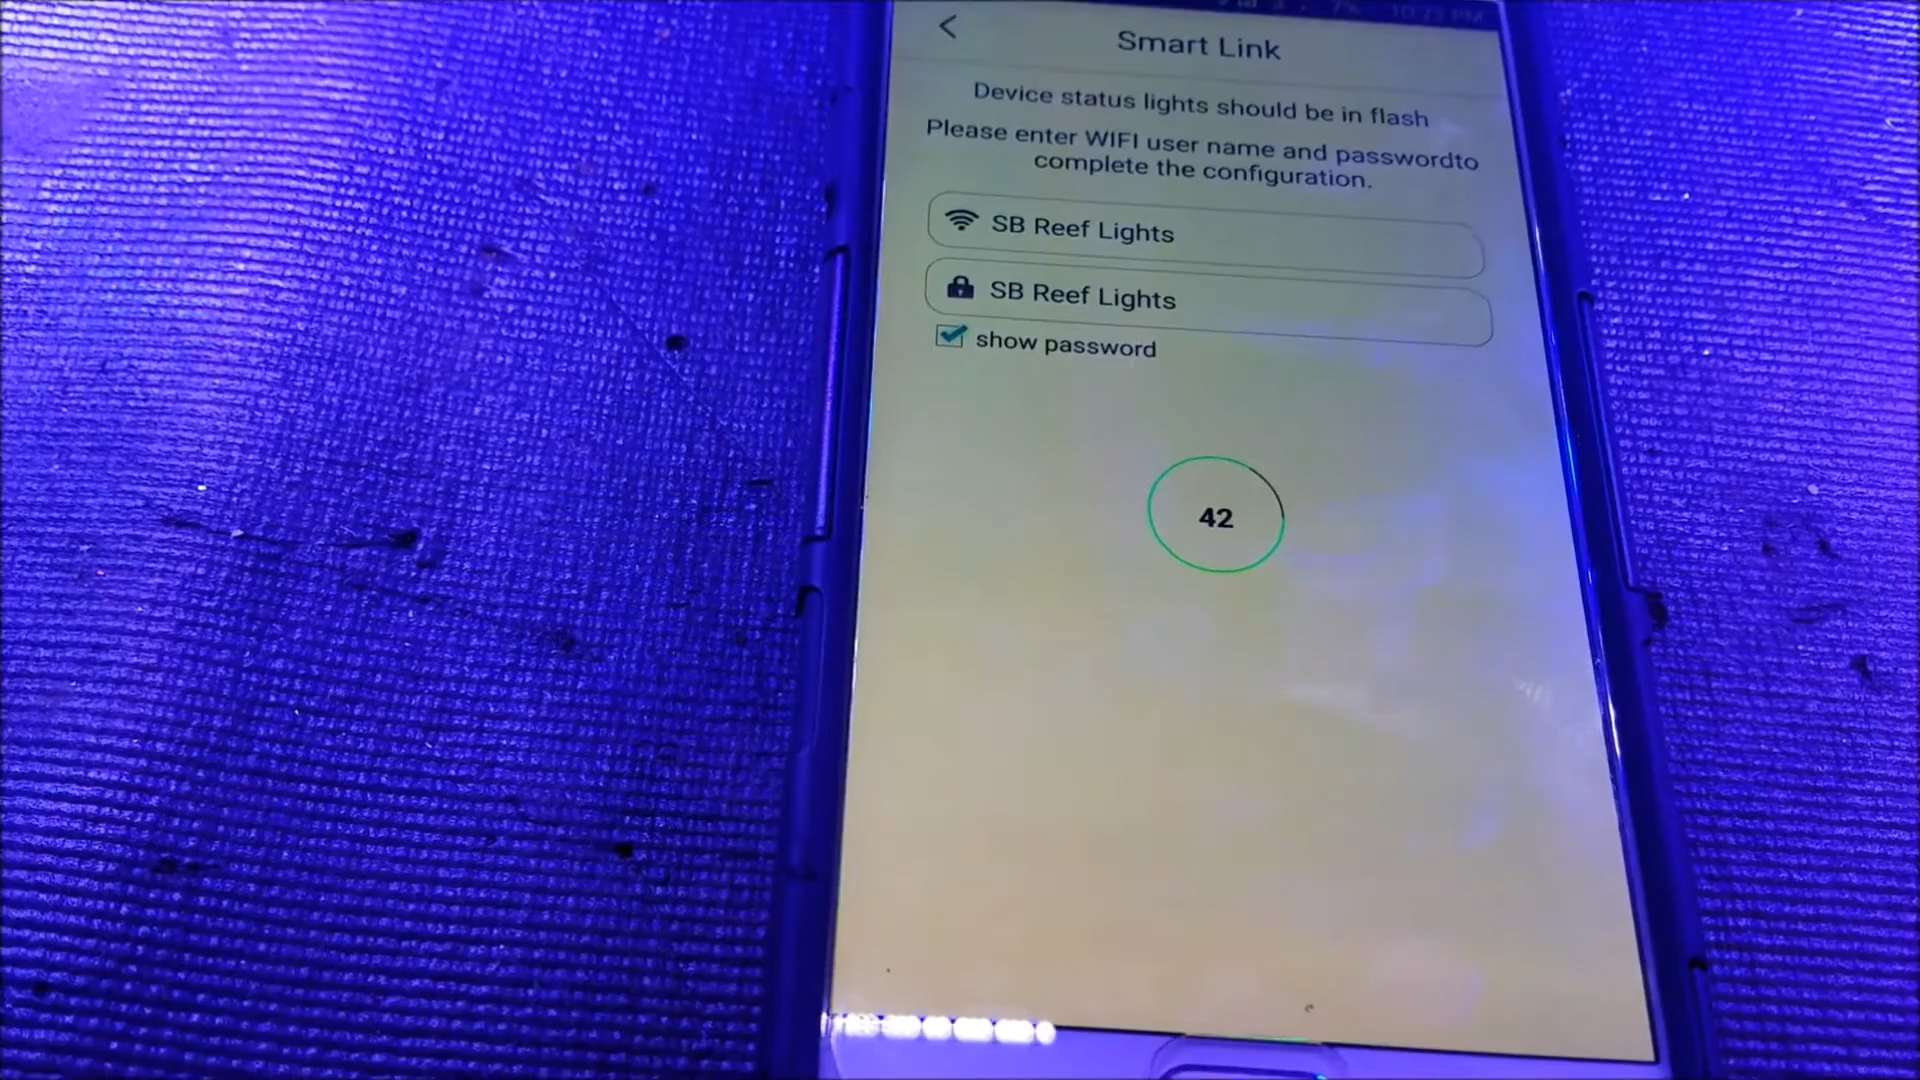 Smart Link
Device status lights should be in flash
Please enter WIFI user name and passwordto
complete the configuration.
SB Reef Lights
SB Reef Lights
show password
42